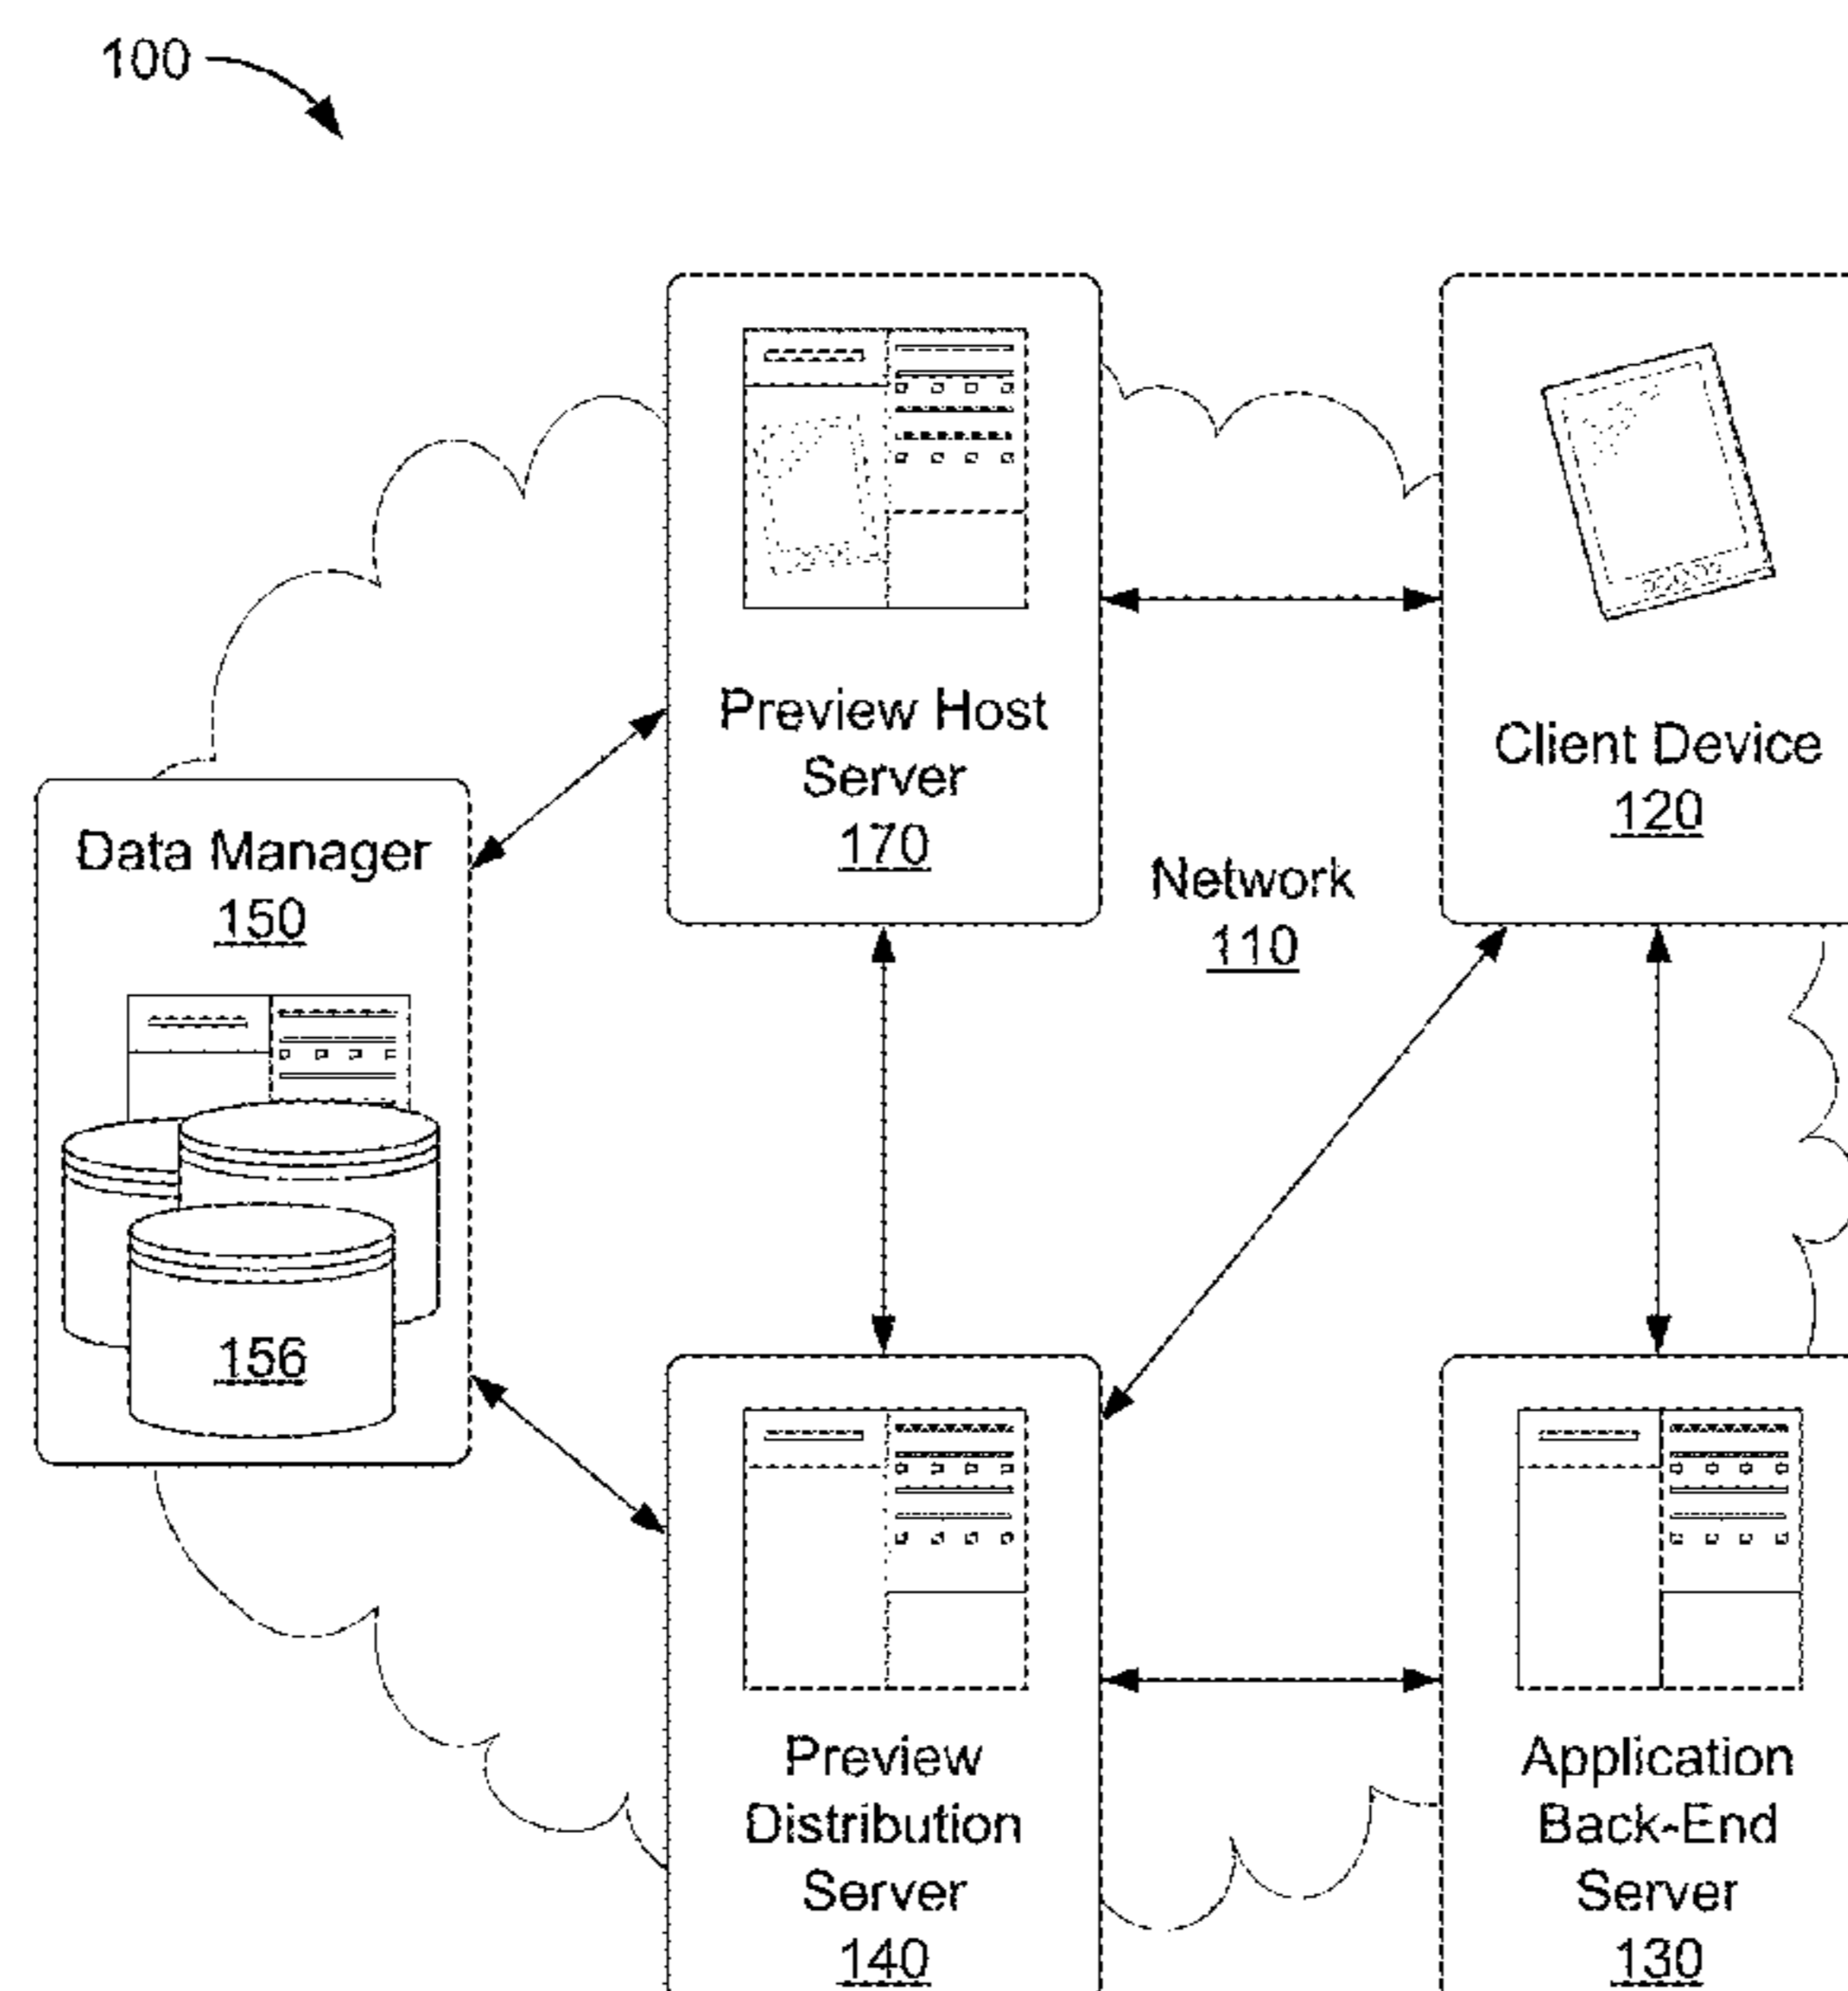 100
Preview Host
Server
170
Client Device
120
Data Manager
150
Network
110
156
Preview
Distribution
Server
140
Application
Back-End
Server
130